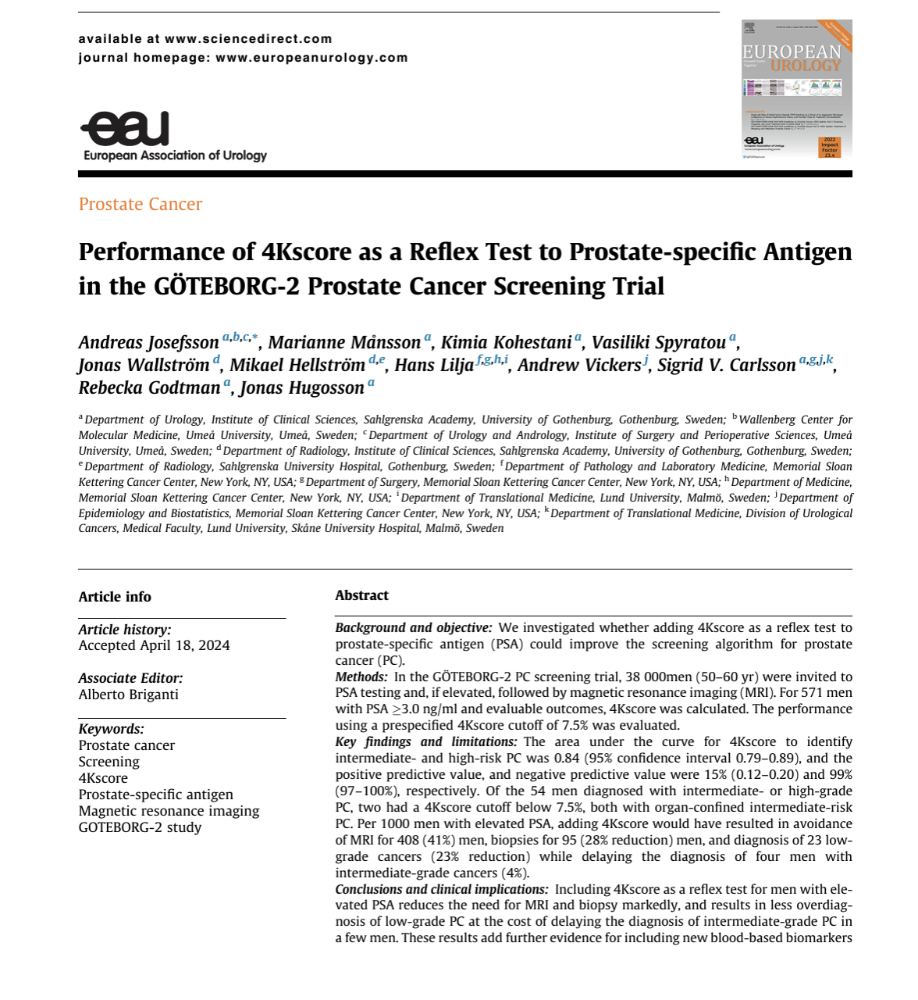 available at www.sciencedirect.com
journal homepage: www.europeanurology.com
EUROPEAN
UROLOGY
eau
European Association of Urology
2022
Impact
Factor
23.4
eau
European Association of Urology
Prostate Cancer
Performance of 4Kscore as a Reflex Test to Prostate-specific Antigen
in the GÖTEBORG-2 Prostate Cancer Screening Trial
Andreas Josefsson a,b,c,*, Marianne Månsson a, Kimia Kohestani a, Vasiliki Spyratou a,
Jonas Wallström d, Mikael Hellström d,e, Hans Lilja f,g,h,i, Andrew Vickers j, Sigrid V. Carlsson a,g,j,k,
Rebecka Godtman a, Jonas Hugosson a
a Department of Urology, Institute of Clinical Sciences, Sahlgrenska Academy, University of Gothenburg, Gothenburg, Sweden; b Wallenberg Center for
Molecular Medicine, Umeå University, Umeå, Sweden; c Department of Urology and Andrology, Institute of Surgery and Perioperative Sciences, Umeå
University, Umeå, Sweden; d Department of Radiology, Institute of Clinical Sciences, Sahlgrenska Academy, University of Gothenburg, Gothenburg, Sweden;
e Department of Radiology, Sahlgrenska University Hospital, Gothenburg, Sweden; f Department of Pathology and Laboratory Medicine, Memorial Sloan
Kettering Cancer Center, New York, NY, USA; g Department of Surgery, Memorial Sloan Kettering Cancer Center, New York, NY, USA; h Department of Medicine,
Memorial Sloan Kettering Cancer Center, New York, NY, USA; i Department of Translational Medicine, Lund University, Malmö, Sweden; j Department of
Epidemiology and Biostatistics, Memorial Sloan Kettering Cancer Center, New York, NY, USA; k Department of Translational Medicine, Division of Urological
Cancers, Medical Faculty, Lund University, Skåne University Hospital, Malmö, Sweden
Article info
Article history:
Accepted April 18, 2024
Associate Editor:
Alberto Briganti
Keywords:
Prostate cancer
Screening
4Kscore
Prostate-specific antigen
Magnetic resonance imaging
GOTEBORG-2 study
Abstract
Background and objective: We investigated whether adding 4Kscore as a reflex test to
prostate-specific antigen (PSA) could improve the screening algorithm for prostate
cancer (PC).
Methods: In the GÖTEBORG-2 PC screening trial, 38 000men (50–60 yr) were invited to
PSA testing and, if elevated, followed by magnetic resonance imaging (MRI). For 571 men
with PSA ≥3.0 ng/ml and evaluable outcomes, 4Kscore was calculated. The performance
using a prespecified 4Kscore cutoff of 7.5% was evaluated.
Key findings and limitations: The area under the curve for 4Kscore to identify
intermediate- and high-risk PC was 0.84 (95% confidence interval 0.79–0.89), and the
positive predictive value, and negative predictive value were 15% (0.12–0.20) and 99%
(97–100%), respectively. Of the 54 men diagnosed with intermediate- or high-grade
PC, two had a 4Kscore cutoff below 7.5%, both with organ-confined intermediate-risk
PC. Per 1000 men with elevated PSA, adding 4Kscore would have resulted in avoidance
of MRI for 408 (41%) men, biopsies for 95 (28% reduction) men, and diagnosis of 23 low-
grade cancers (23% reduction) while delaying the diagnosis of four men with
intermediate-grade cancers (4%).
Conclusions and clinical implications: Including 4Kscore as a reflex test for men with ele-
vated PSA reduces the need for MRI and biopsy markedly, and results in less overdiag-
nosis of low-grade PC at the cost of delaying the diagnosis of intermediate-grade PC in
a few men. These results add further evidence for including new blood-based biomarkers